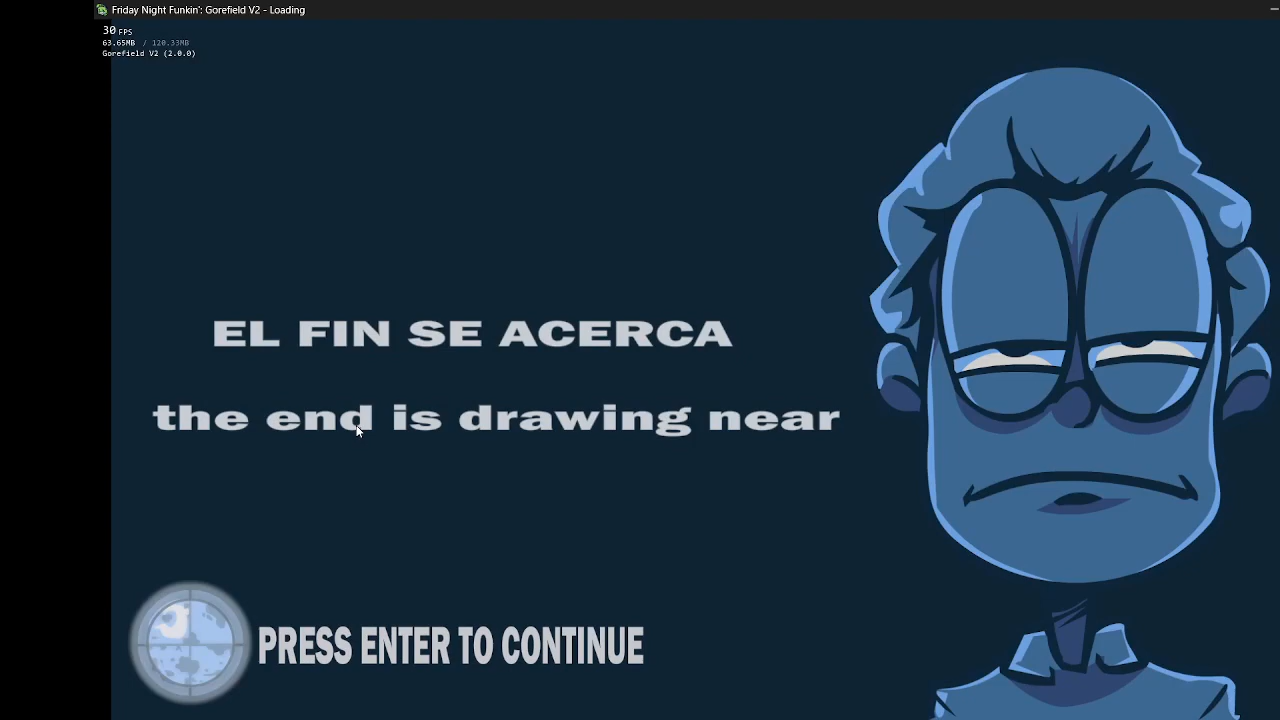 Friday Night Funkin': Gorefield V2 - Loading
30 FPS
63.65MB / 120.33MB
Gorefield V2 (2.0.0)
EL FIN SE ACERCA
the end is drawing near
PRESS ENTER TO CONTINUE